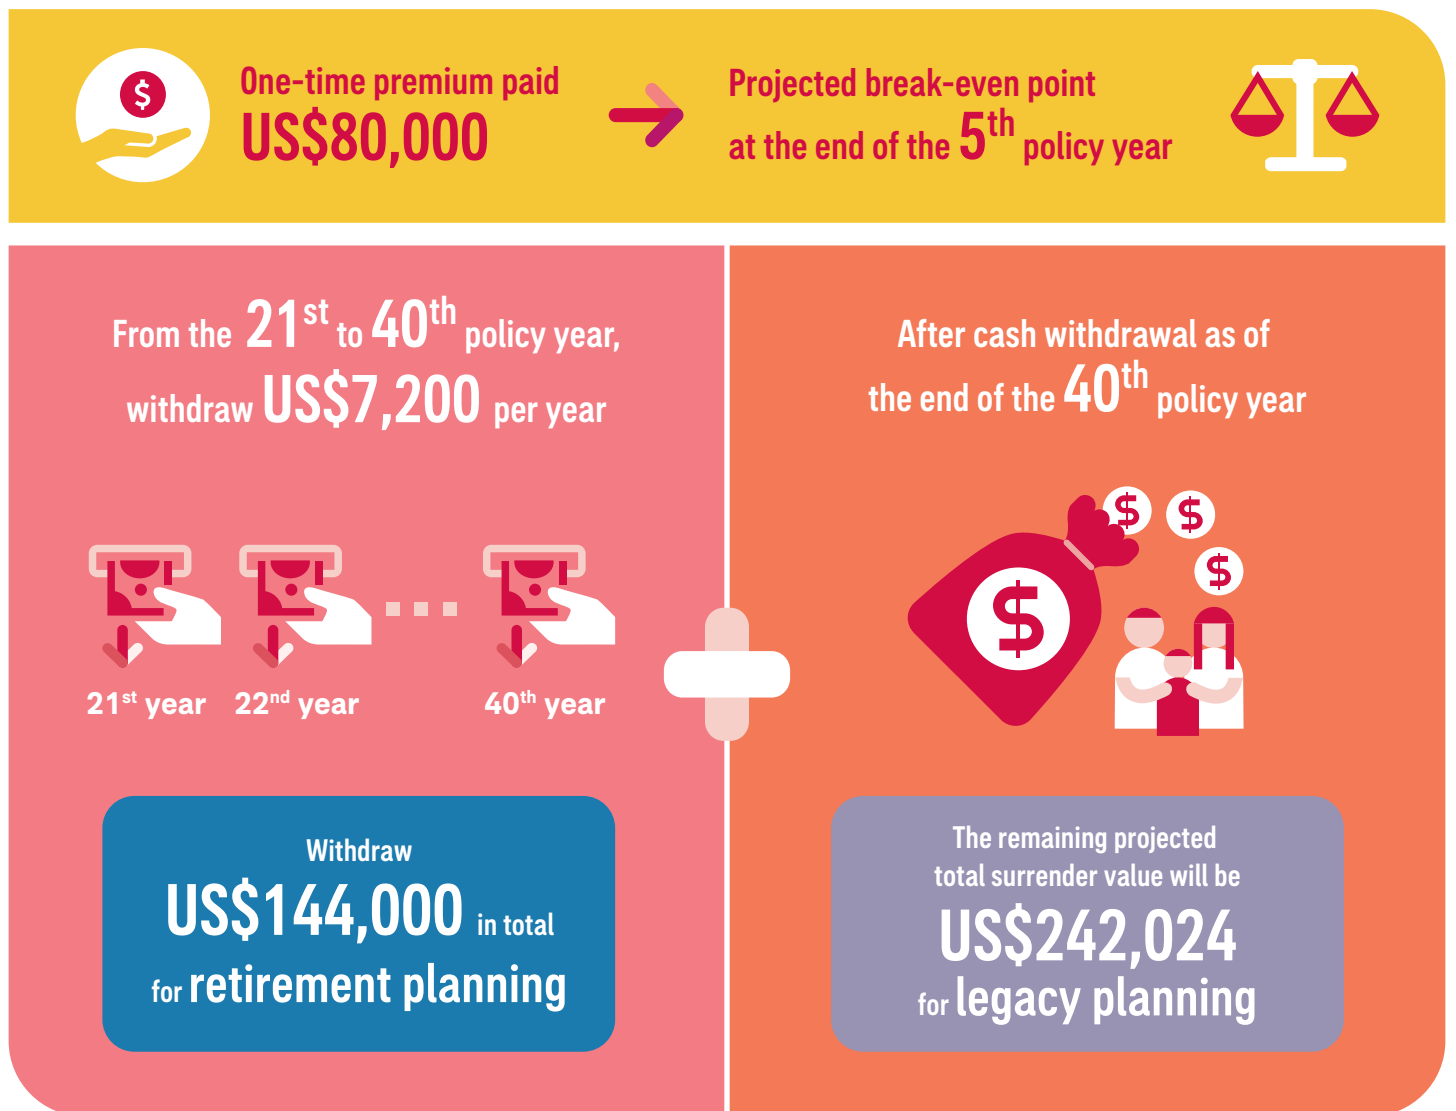 One-time premium paid
US$80,000
Projected break-even point
at the end of the 5th policy year
From the 21st to 40th policy year,
withdraw US$7,200 per year
21st year 22nd year 40th year
Withdraw
US$144,000 in total
for retirement planning
After cash withdrawal as of
the end of the 40th policy year
The remaining projected
total surrender value will be
US$242,024
for legacy planning